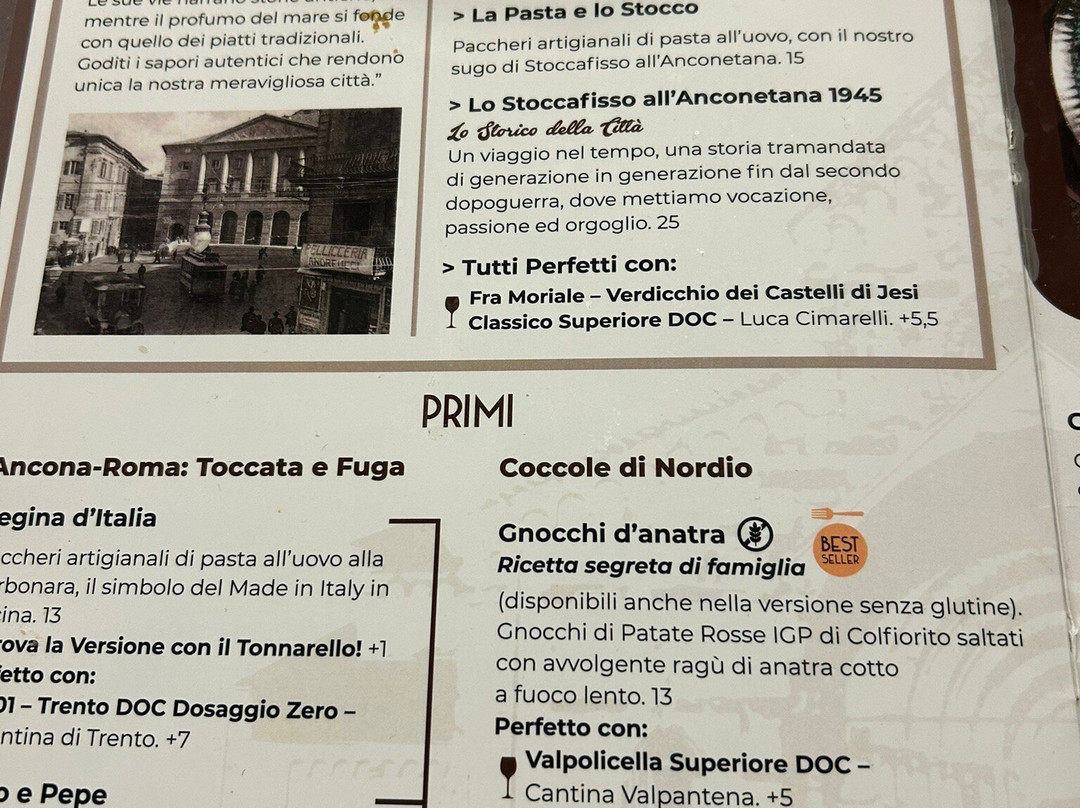 mentre il profumo del mare si fonde
con quello dei piatti tradizionali.
Goditi i sapori autentici che rendono
unica la nostra meravigliosa città.”
PELLICCERIA
> La Pasta e lo Stocco
Paccheri artigianali di pasta all’uovo, con il nostro
sugo di Stoccafisso all’Anconetana. 15
> Lo Stoccafisso all’Anconetana 1945
Lo Storico della Città
Un viaggio nel tempo, una storia tramandata
di generazione in generazione fin dal secondo
dopoguerra, dove mettiamo vocazione,
passione ed orgoglio. 25
> Tutti Perfetti con:
Fra Moriale – Verdicchio dei Castelli di Jesi
Classico Superiore DOC – Luca Cimarelli. +5,5
PRIMI
Ancona-Roma: Toccata e Fuga
egina d’Italia
ccheri artigianali di pasta all’uovo alla
rbonara, il simbolo del Made in Italy in
cina. 13
rova la Versione con il Tonnarello! +1
fetto con:
01 – Trento DOC Dosaggio Zero –
ntina di Trento. +7
o e Pepe
Coccole di Nordio
Gnocchi d’anatra
Ricetta segreta di famiglia
BEST
SELLER
(disponibili anche nella versione senza glutine).
Gnocchi di Patate Rosse IGP di Colfiorito saltati
con avvolgente ragù di anatra cotto
a fuoco lento. 13
Perfetto con:
Valpolicella Superiore DOC –
Cantina Valpantena. +5